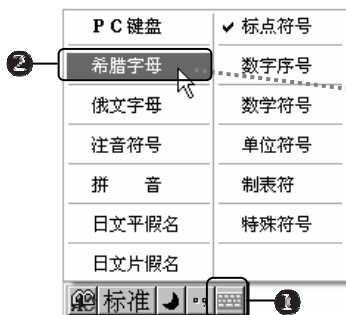 PC键盘 ✔标点符号
❷ 希腊字母 数字序号
俄文字母 数学符号
注音符号 单位符号
拼 音 制表符
日文平假名 特殊符号
日文片假名
标准 ❶